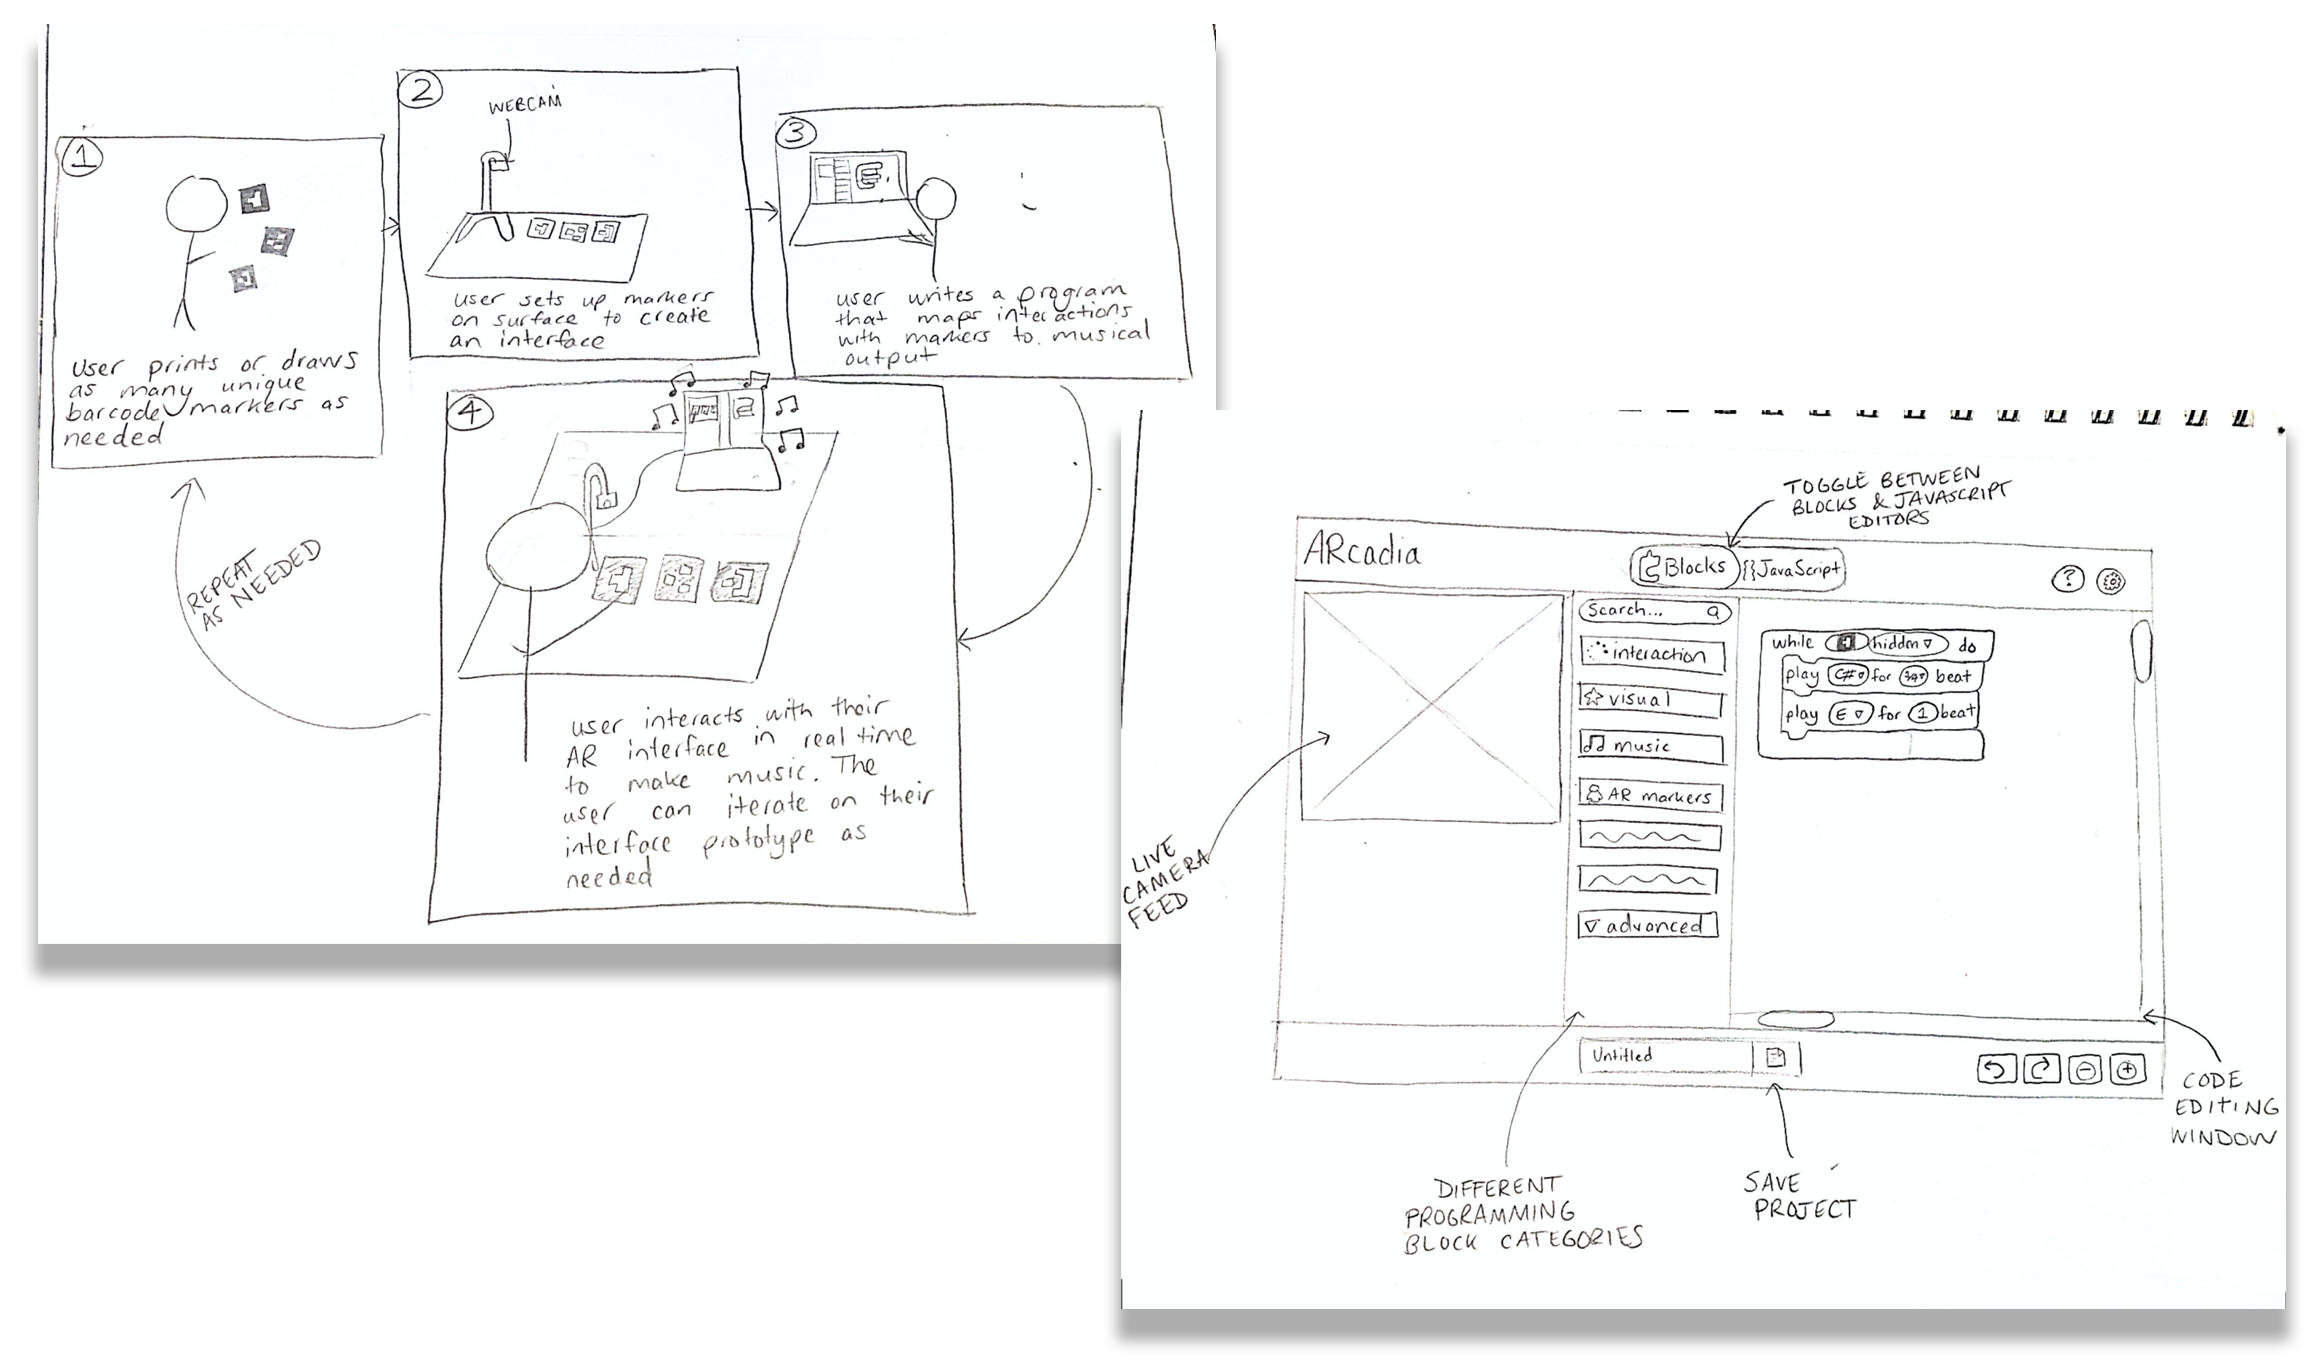 1
User prints or draws
as many unique
barcode markers as
needed
2
WEBCAM
user sets up markers
on surface to create
an interface
3
user writes a program
that maps interactions
with markers to musical
output
4
user interacts with their
AR interface in real time
to make music. The
user can iterate on their
interface prototype as
needed
REPEAT
AS NEEDED
TOGGLE BETWEEN
BLOCKS & JAVASCRIPT
EDITORS
ARcadia
Blocks {}JavaScript
?
Search...
interaction
visual
music
AR markers
advanced
while hidden do
play C# for 3/4 beat
play E for 1 beat
Untitled
LIVE
CAMERA
FEED
DIFFERENT
PROGRAMMING
BLOCK CATEGORIES
SAVE
PROJECT
CODE
EDITING
WINDOW